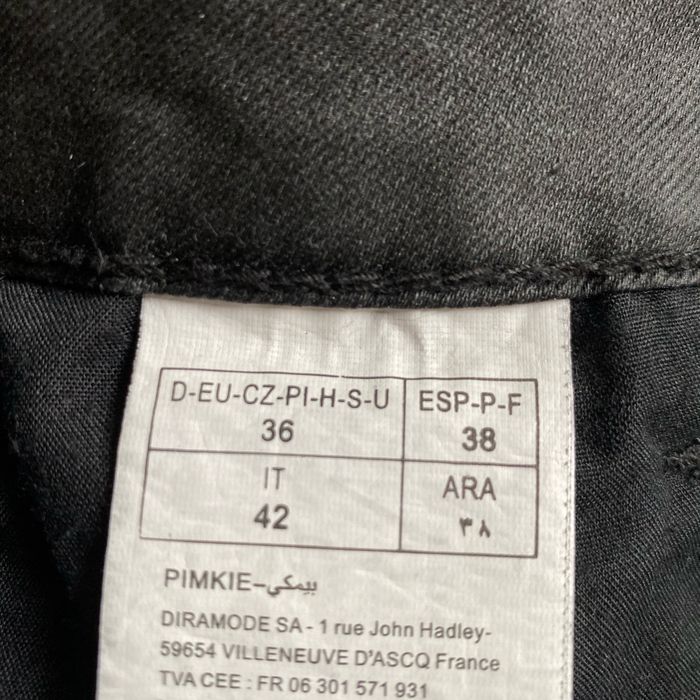 D-EU-CZ-PI-H-S-U ESP-P-F
36 38
IT ARA
42 ٣٨
PIMKIE-بيمكي
DIRAMODE SA - 1 rue John Hadley-
59654 VILLENEUVE D'ASCQ France
TVA CEE : FR 06 301 571 931